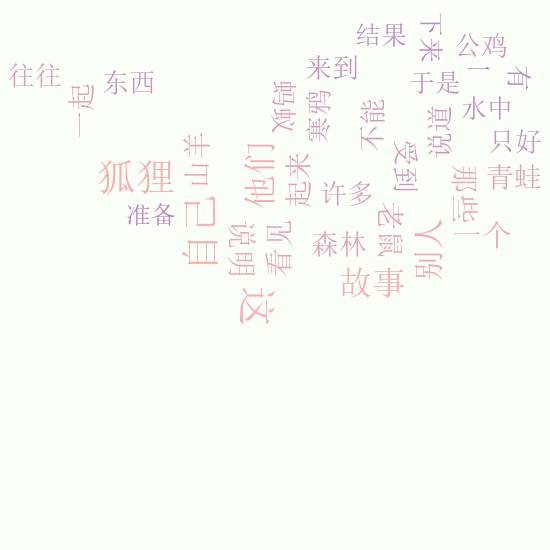 下来
结果
公鸡
往往
东西
一起
来到
于是
一
有
蚂蚁
寒鸦
不能
说道
水中
只好
山羊
狐狸
他们
起来
许多
受到
那些
青蛙
准备
自己
说明
看见
森林
老鼠
别人
一个
故事
这